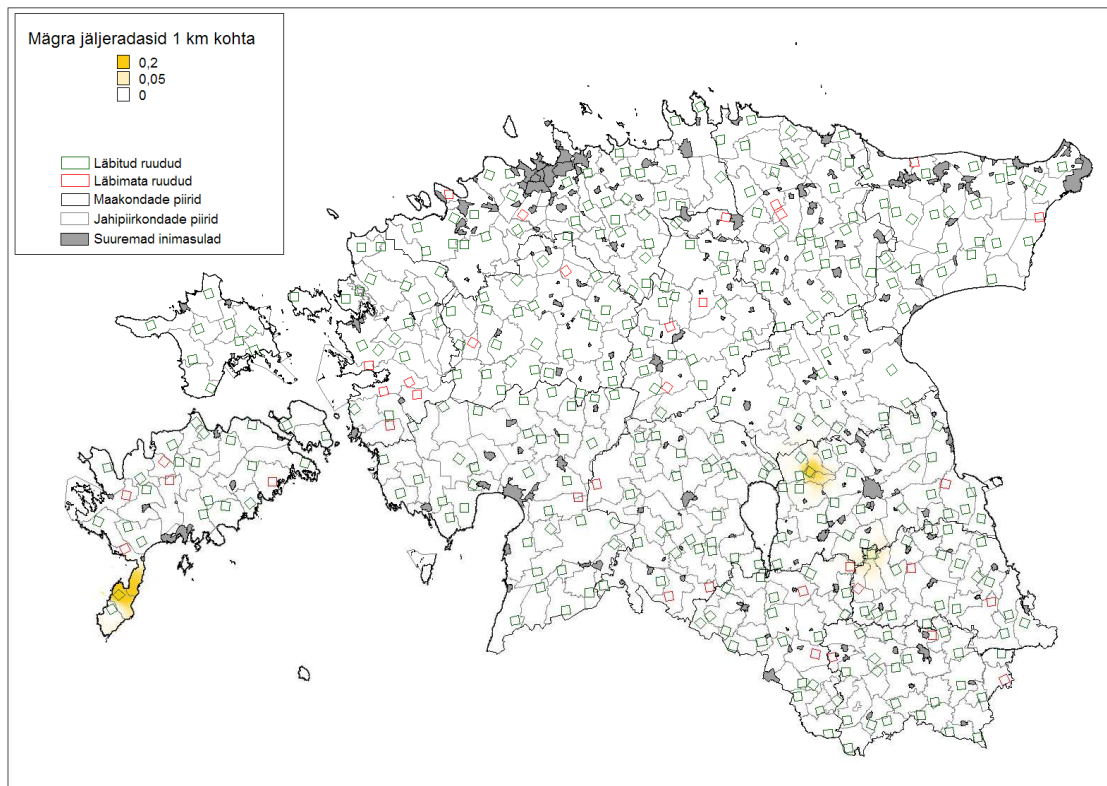 Mägra jäljeradasid 1 km kohta
0,2
0,05
0
Läbitud ruudud
Läbimata ruudud
Maakondade piirid
Jahipiirkondade piirid
Suuremad inimasulad